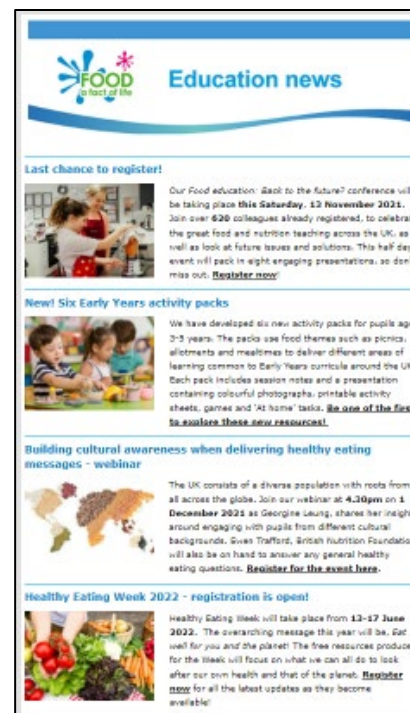 FOOD
a fact of life
Education news
Last chance to register!
Our Food education: Back to the future? conference will
be taking place this Saturday, 13 November 2021.
Join over 620 colleagues already registered, to celebra
the great food and nutrition teaching across the UK, as
well as look at future issues and solutions. This half day
event will pack in eight engaging presentations, so don'
miss out. Register now!
New! Six Early Years activity packs
We have developed six new activity packs for pupils age
3-5 years. The packs use food themes such as picnics,
allotments and mealtimes to deliver different areas of
learning common to Early Years curricula around the UK
Each pack includes session notes and a presentation
containing colourful photographs, printable activity
sheets, games and 'At home' tasks. Be one of the first
to explore these new resources!
Building cultural awareness when delivering healthy eating
messages - webinar
The UK consists of a diverse population with roots from
all across the globe. Join our webinar at 4.30pm on 1
December 2021 as Georgine Leung, shares her insight
around engaging with pupils from different cultural
backgrounds. Ewen Trafford, British Nutrition Foundatio
will also be on hand to answer any general healthy
eating questions. Register for the event here.
Healthy Eating Week 2022 - registration is open!
Healthy Eating Week will take place from 13-17 June
2022. The overarching message this year will be, Eat
well for you and the planet! The free resources produce
for the Week will focus on what we can all do to look
after our own health and that of the planet. Register
now for all the latest updates as they become
available!